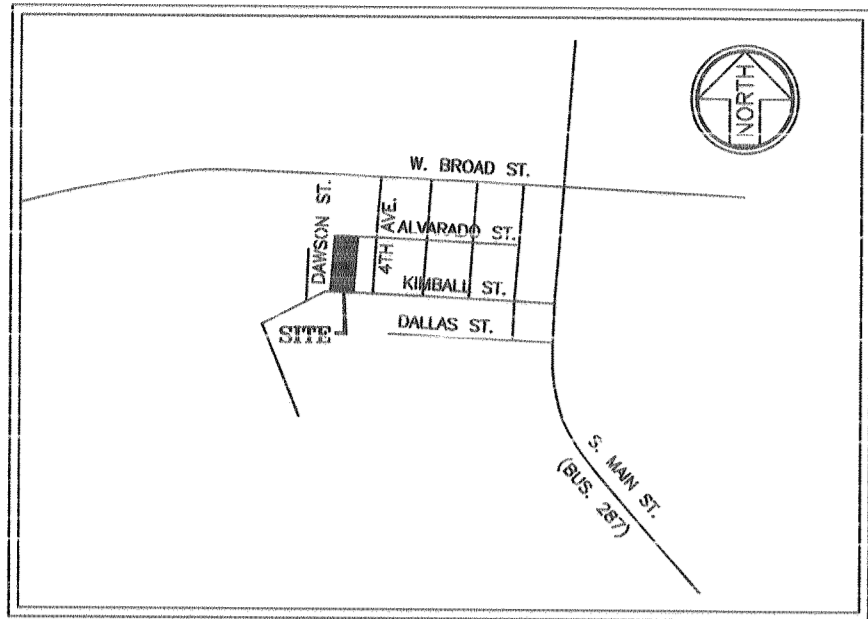 NORTH
W. BROAD ST.
DAWSON ST.
4TH AVE.
ALVARADO ST.
KIMBALL ST.
SITE
DALLAS ST.
S. MAIN ST.
(BUS. 287)